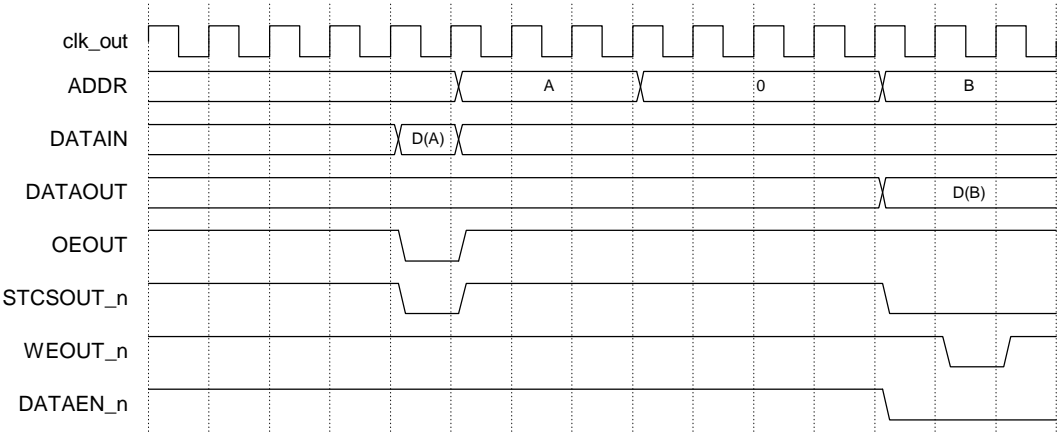 clk_out
ADDR A 0 B
DATAIN D(A)
DATAOUT D(B)
OEOUT
STCSOUT_n
WEOUT_n
DATAEN_n